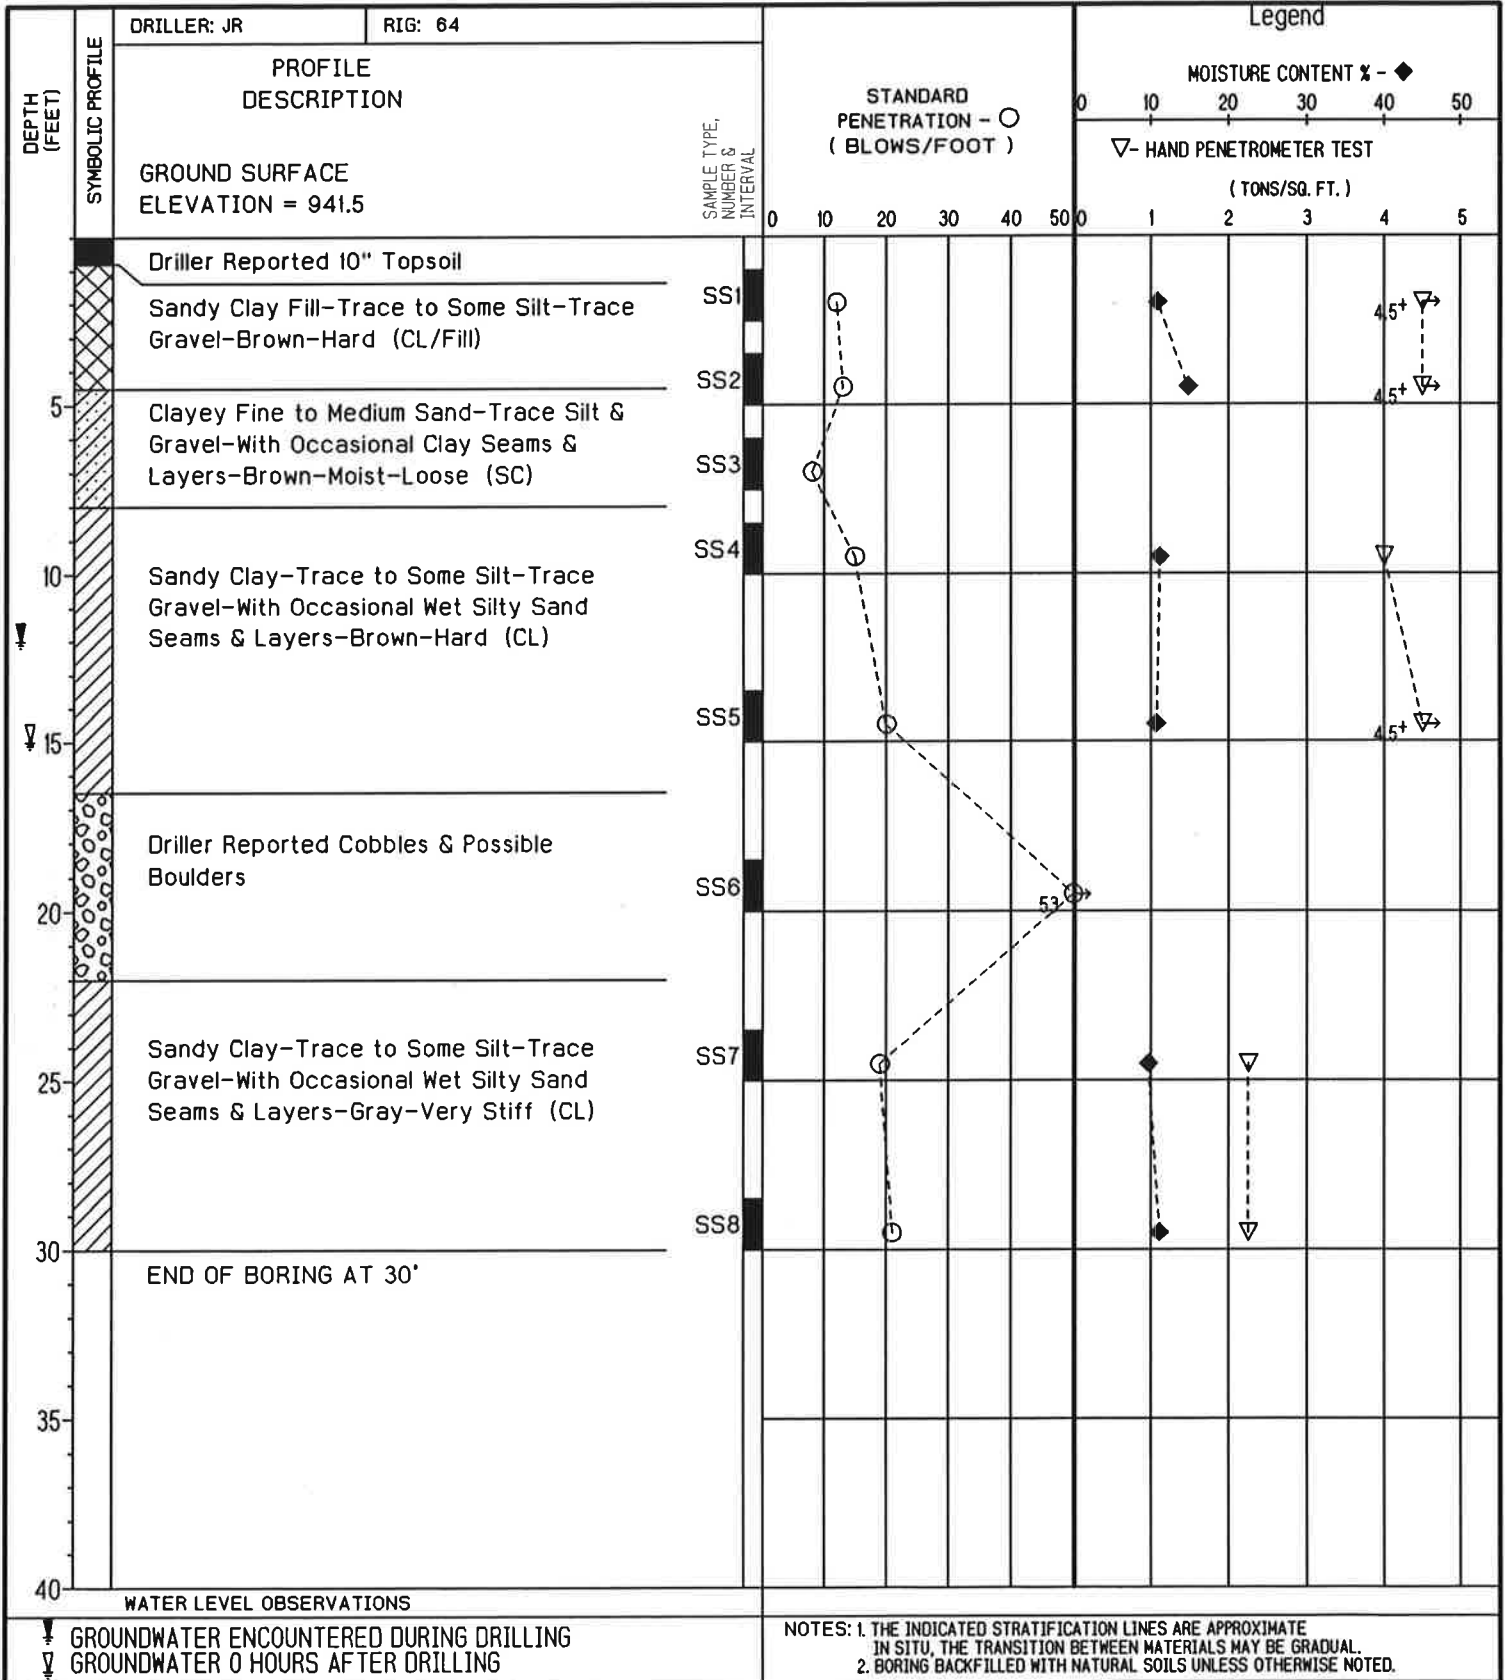 DRILLER: JR
RIG: 64
DEPTH
(FEET)
SYMBOLIC PROFILE
PROFILE
DESCRIPTION
GROUND SURFACE
ELEVATION = 941.5
SAMPLE TYPE,
NUMBER &
INTERVAL
STANDARD
PENETRATION -
( BLOWS/FOOT )
0 10 20 30 40 50
Legend
MOISTURE CONTENT % -
0 10 20 30 40 50
- HAND PENETROMETER TEST
(TONS/SQ. FT.)
0 1 2 3 4 5
Driller Reported 10" Topsoil
SS1
4.5+
Sandy Clay Fill-Trace to Some Silt-Trace
Gravel-Brown-Hard (CL/Fill)
SS2
4.5+
5
Clayey Fine to Medium Sand-Trace Silt &
Gravel-With Occasional Clay Seams &
Layers-Brown-Moist-Loose (SC)
SS3
SS4
10
Sandy Clay-Trace to Some Silt-Trace
Gravel-With Occasional Wet Silty Sand
Seams & Layers-Brown-Hard (CL)
SS5
4.5+
15
Driller Reported Cobbles & Possible
Boulders
SS6
53
20
Sandy Clay-Trace to Some Silt-Trace
Gravel-With Occasional Wet Silty Sand
Seams & Layers-Gray-Very Stiff (CL)
SS7
25
SS8
30
END OF BORING AT 30'
35
40
WATER LEVEL OBSERVATIONS
GROUNDWATER ENCOUNTERED DURING DRILLING
GROUNDWATER 0 HOURS AFTER DRILLING
NOTES: 1. THE INDICATED STRATIFICATION LINES ARE APPROXIMATE
IN SITU, THE TRANSITION BETWEEN MATERIALS MAY BE GRADUAL.
2. BORING BACKFILLED WITH NATURAL SOILS UNLESS OTHERWISE NOTED.